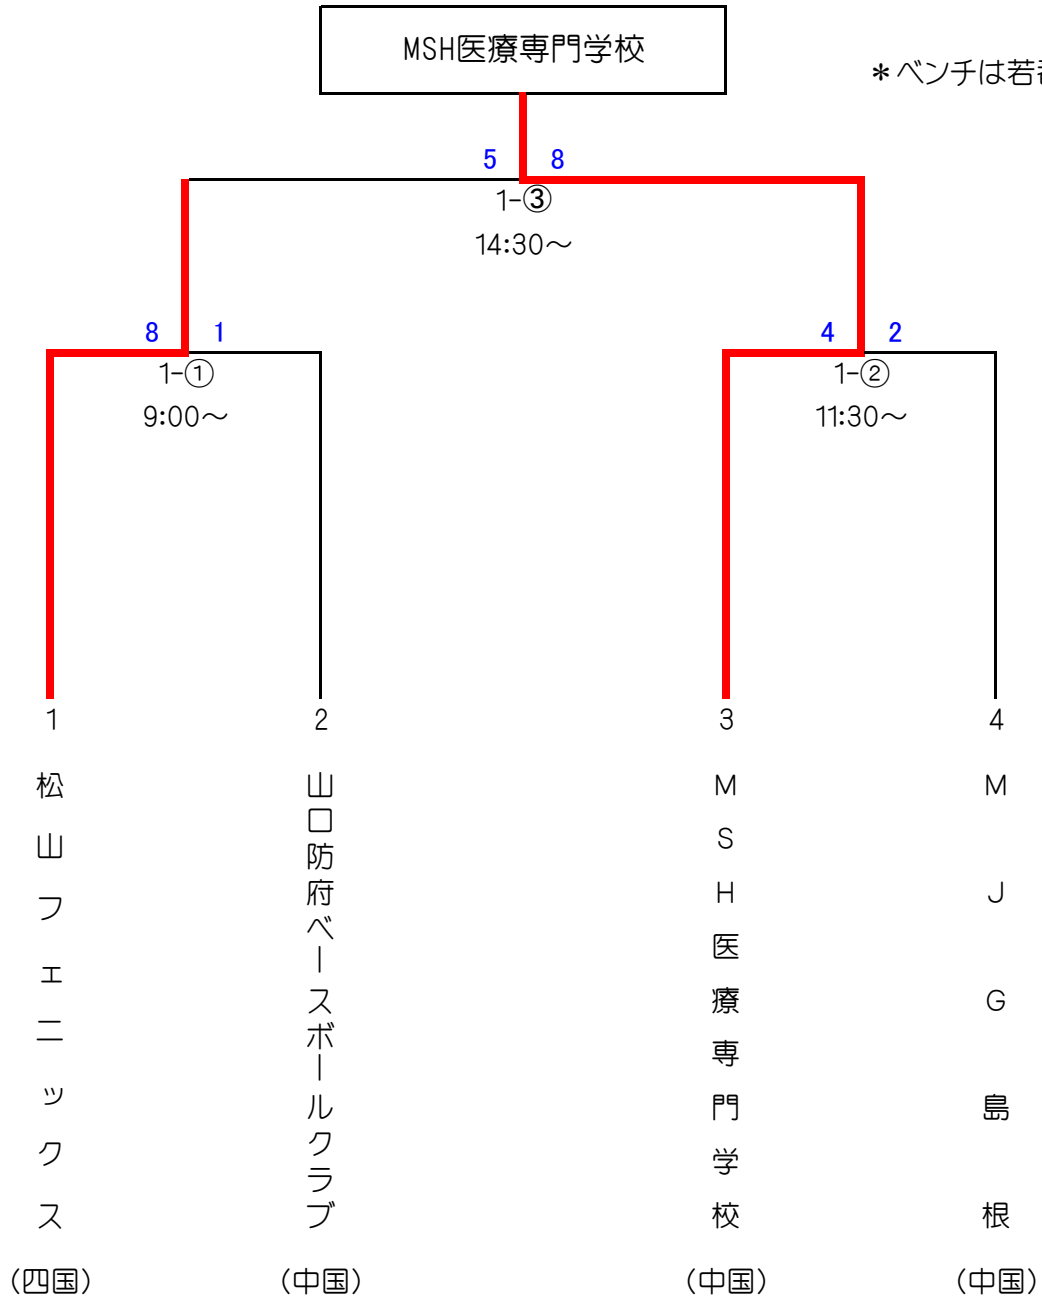 MSH医療専門学校
＊ベンチは若
5 8
1-③
14:30～
8 1
1-①
9:00～
4 2
1-②
11:30～
1
2
3
4
松山フェニックス
山口防府ベースボールクラブ
MSH医療専門学校
MJG島根
（四国）
（中国）
（中国）
（中国）